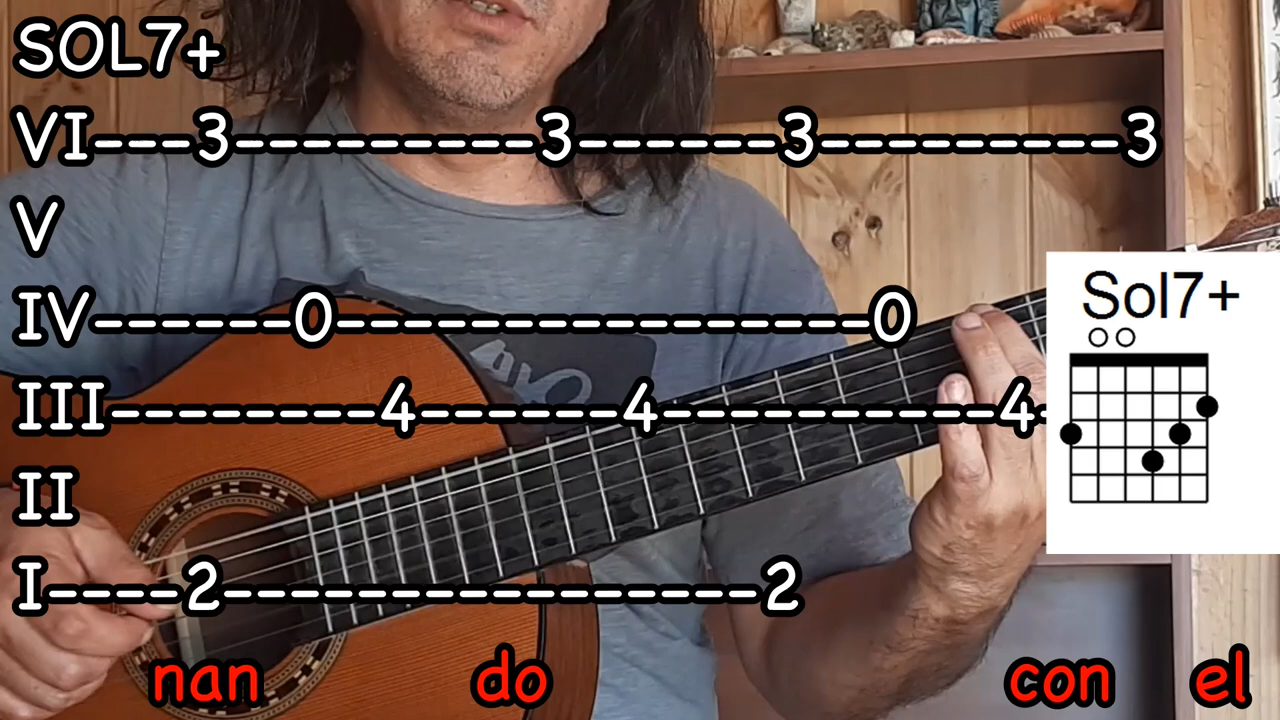 SOL7+
VI---3---------3------3---------3
V
IV------0----------------0
III--------4------4----------4-
II
I----2---------------2
nan do con el
Sol7+